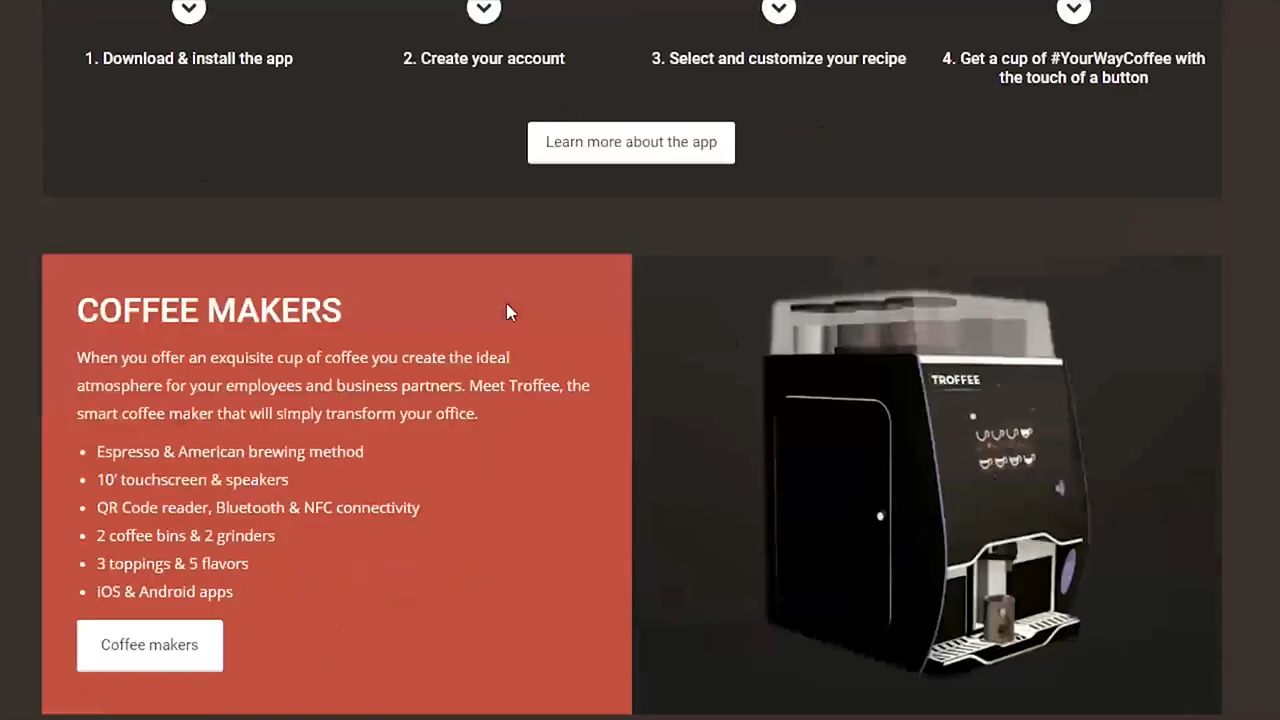 1. Download & install the app
2. Create your account
3. Select and customize your recipe
4. Get a cup of #YourWayCoffee with
the touch of a button
Learn more about the app
COFFEE MAKERS
When you offer an exquisite cup of coffee you create the ideal
atmosphere for your employees and business partners. Meet Troffee, the
smart coffee maker that will simply transform your office.
• Espresso & American brewing method
• 10’ touchscreen & speakers
• QR Code reader, Bluetooth & NFC connectivity
• 2 coffee bins & 2 grinders
• 3 toppings & 5 flavors
• iOS & Android apps
Coffee makers
TROFFEE